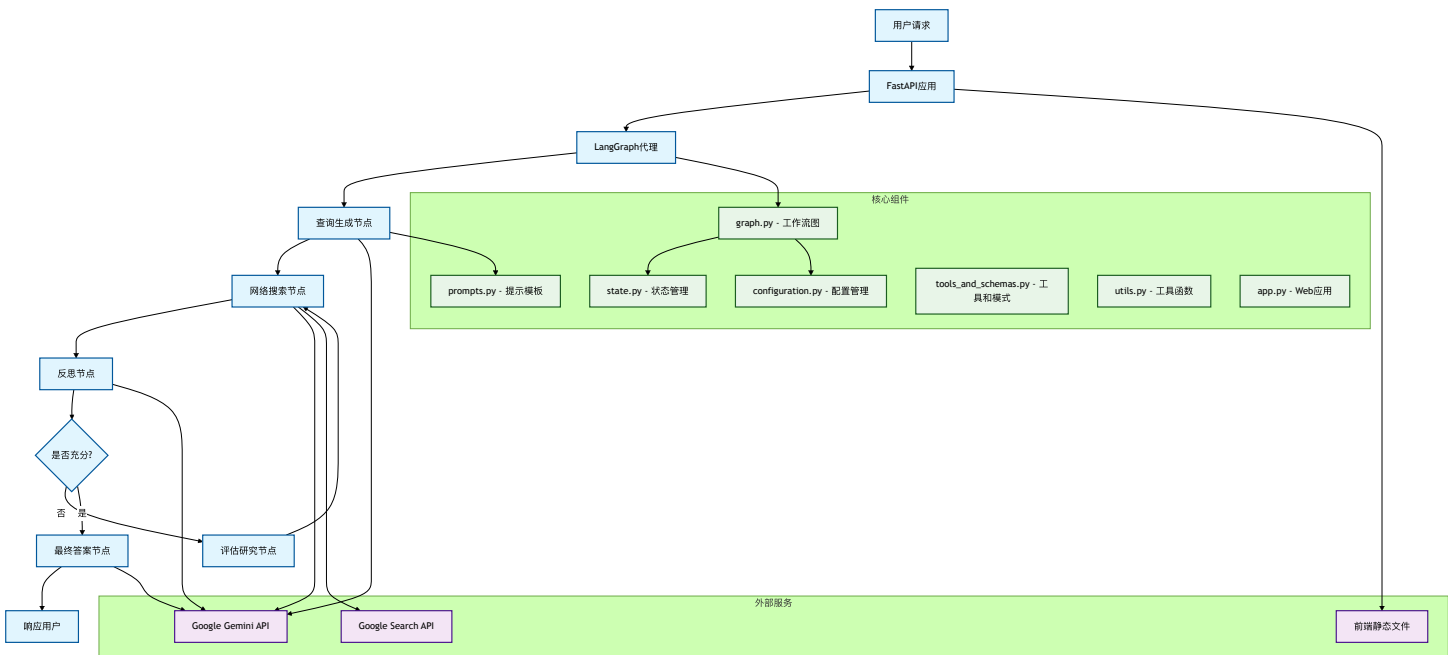 用户请求
FastAPI应用
LangGraph代理
核心组件
查询生成节点
graph.py - 工作流图
网络搜索节点
prompts.py - 提示模板
state.py - 状态管理
configuration.py - 配置管理
tools_and_schemas.py - 工
具和模式
utils.py - 工具函数
app.py - Web应用
反思节点
是否充分?
否
是
最终答案节点
评估研究节点
外部服务
响应用户
Google Gemini API
Google Search API
前端静态文件